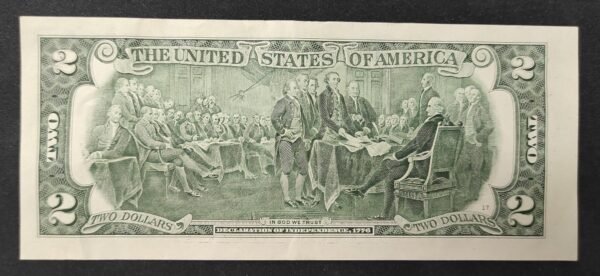 THE UNITED STATES OF AMERICA
2 2
TWO TWO
2 2
TWO DOLLARS TWO DOLLARS
17
IN GOD WE TRUST
DECLARATION OF INDEPENDENCE, 1776